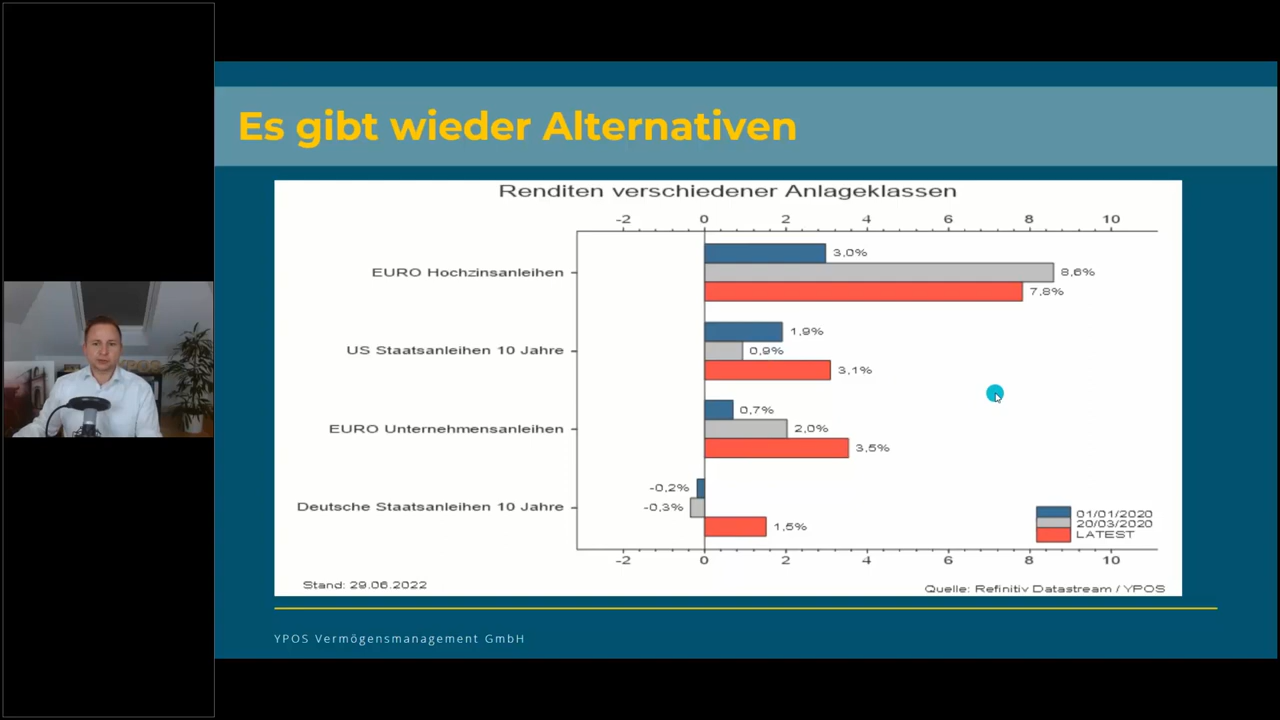 Es gibt wieder Alternativen
Renditen verschiedener Anlageklassen
-2 0 2 4 6 8 10
EURO Hochzinsanleihen
3,0%
8,6%
7,8%
US Staatsanleihen 10 Jahre
1,9%
0,9%
3,1%
EURO Unternehmensanleihen
0,7%
2,0%
3,5%
Deutsche Staatsanleihen 10 Jahre
-0,2%
-0,3%
1,5%
01/01/2020
20/03/2020
LATEST
-2 0 2 4 6 8 10
Stand: 29.06.2022
Quelle: Refinitiv Datastream / YPOS
YPOS Vermögensmanagement GmbH